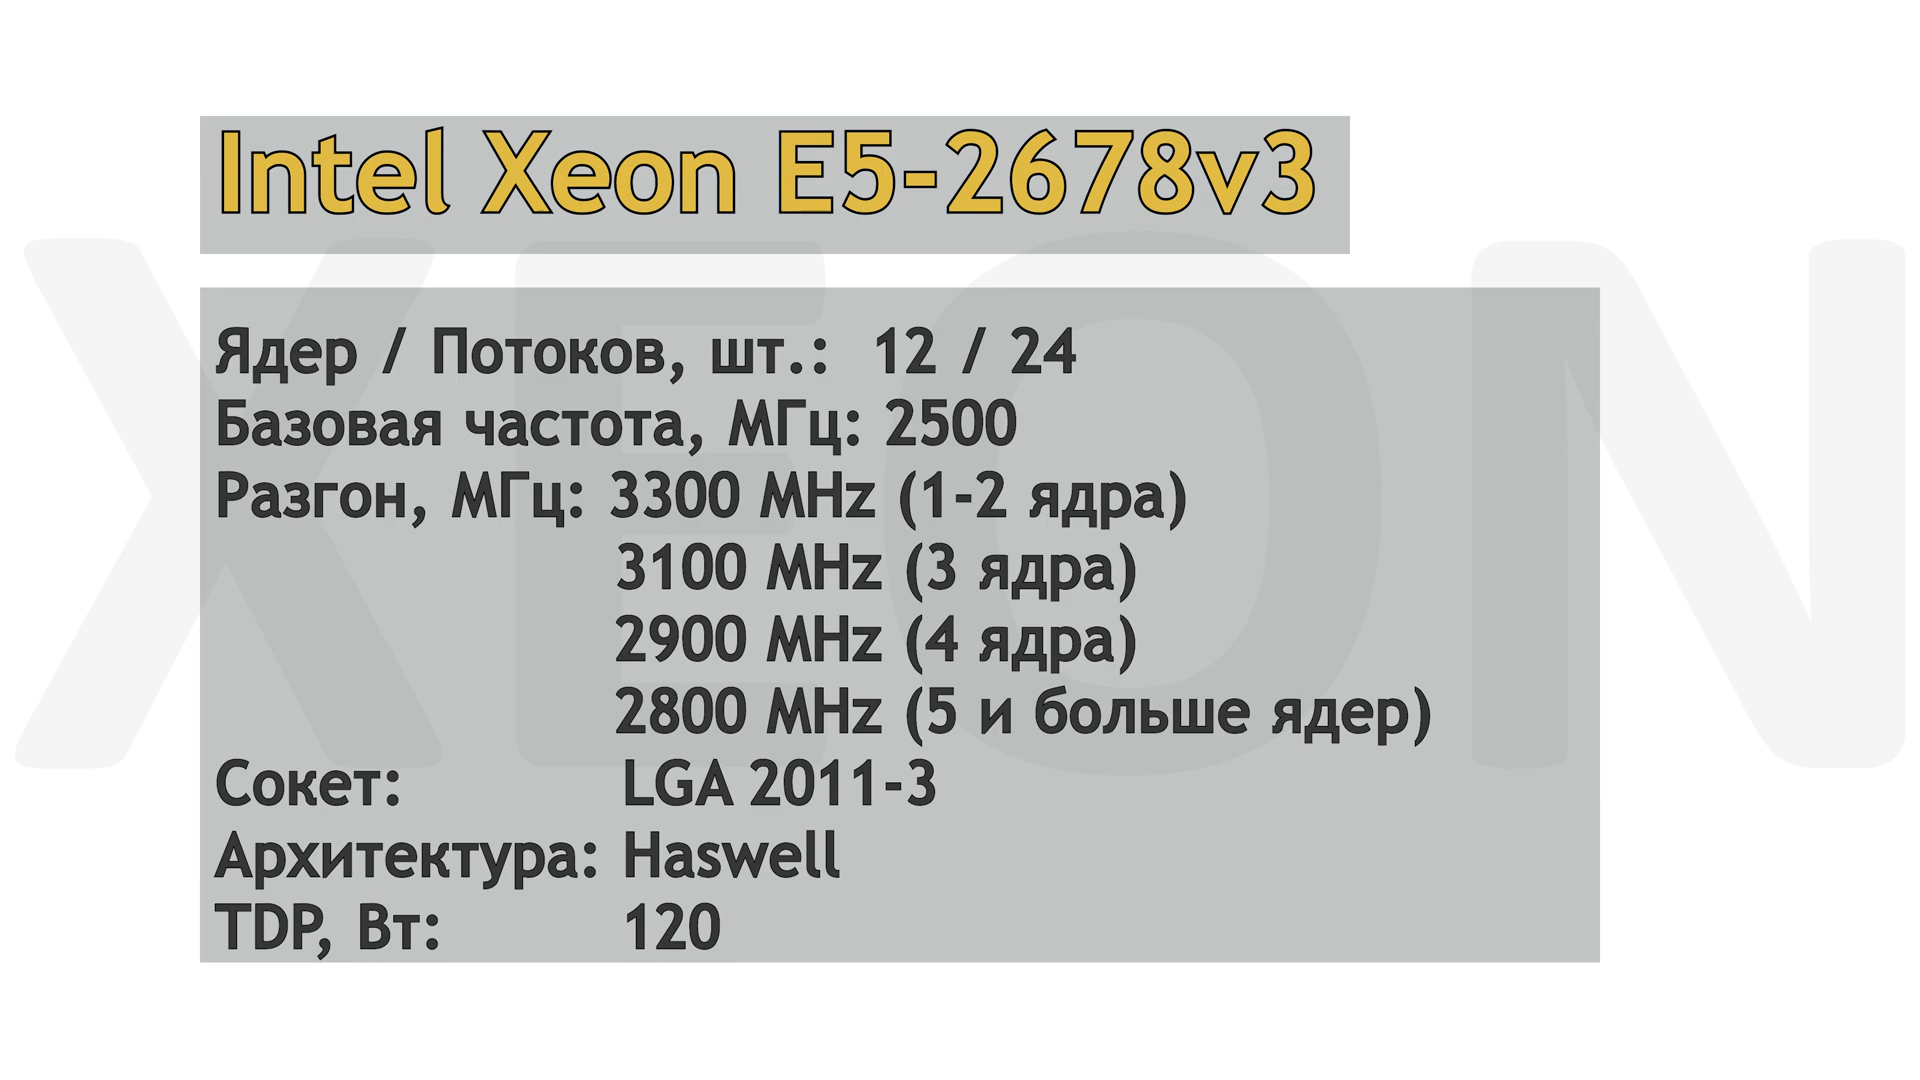 Intel Xeon E5-2678v3
XEON
Ядер / Потоков, шт.: 12 / 24
Базовая частота, МГц: 2500
Разгон, МГц: 3300 MHz (1-2 ядра)
3100 MHz (3 ядра)
2900 MHz (4 ядра)
2800 MHz (5 и больше ядер)
Сокет: LGA 2011-3
Архитектура: Haswell
TDP, Вт: 120